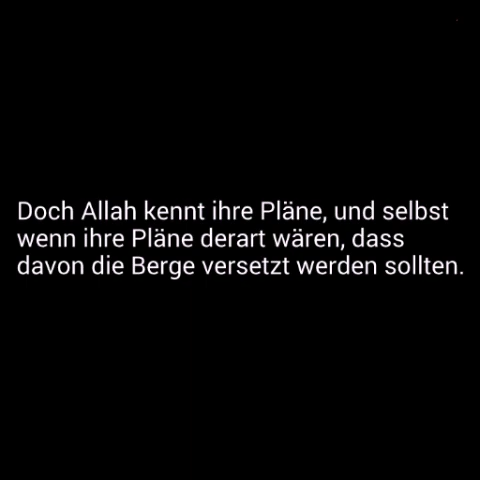 Doch Allah kennt ihre Pläne, und selbst
wenn ihre Pläne derart wären, dass
davon die Berge versetzt werden sollten.